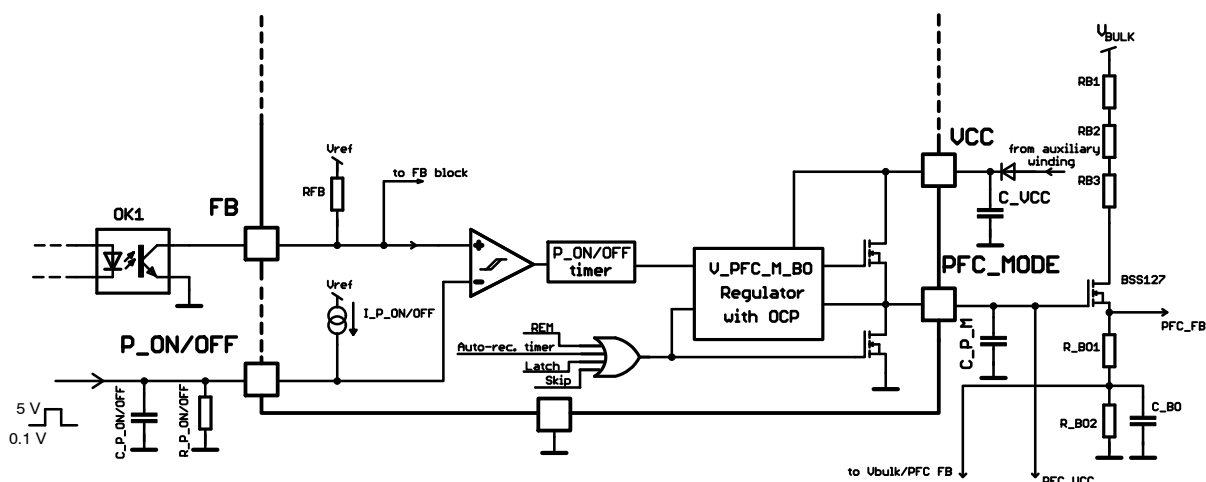 V_BULK
RB1
RB2
RB3
VCC
from auxiliary
winding
C_VCC
Vref
RFB
to FB block
OK1
FB
P_ON/OFF
timer
V_PFC_M_BO
Regulator
with OCP
PFC_MODE
BSS127
PFC_FB
Vref
I_P_ON/OFF
P_ON/OFF
REM
Auto-rec. timer
Latch
Skip
C_P_M
R_BO1
R_BO2
C_BO
5 V
0.1 V
C_P_ON/OFF
R_P_ON/OFF
to Vbulk/PFC FB
PFC_VCC